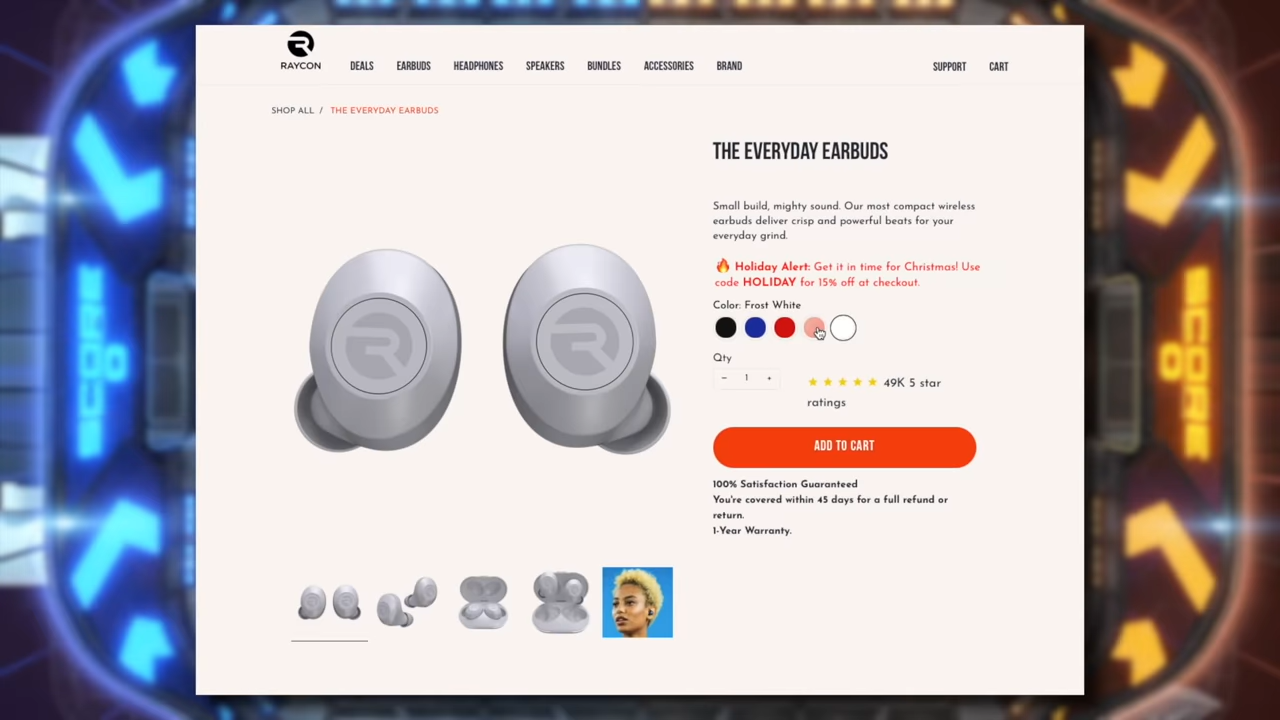 RAYCON
DEALS
EARBUDS
HEADPHONES
SPEAKERS
BUNDLES
ACCESSORIES
BRAND
SUPPORT
CART
SHOP ALL / THE EVERYDAY EARBUDS
THE EVERYDAY EARBUDS
Small build, mighty sound. Our most compact wireless
earbuds deliver crisp and powerful beats for your
everyday grind.
🔥 Holiday Alert: Get it in time for Christmas! Use
code HOLIDAY for 15% off at checkout.
Color: Frost White
Qty
− 1 +
★★★★★ 49K 5 star
ratings
ADD TO CART
100% Satisfaction Guaranteed
You're covered within 45 days for a full refund or
return.
1-Year Warranty.
SCORE
0
SCORE
0